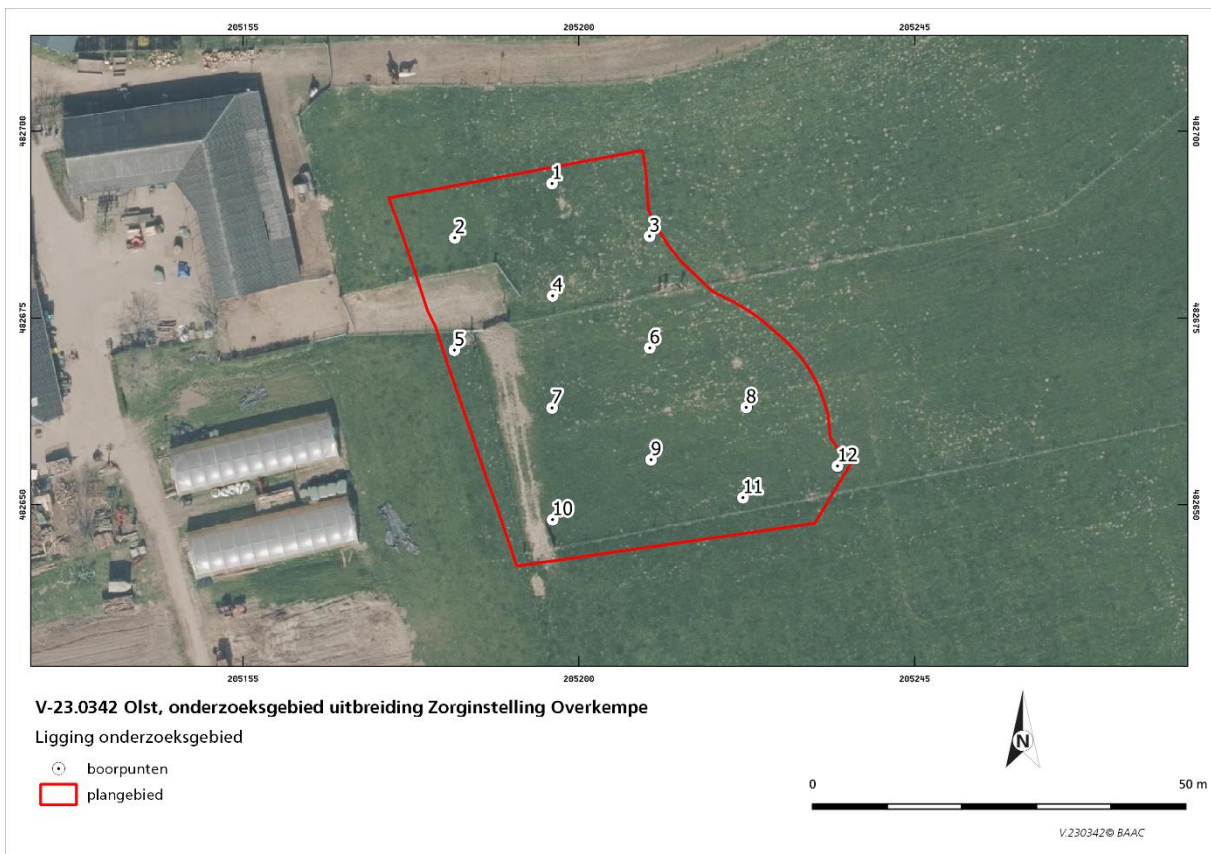 205155 205200 205245
482700 482700
1
2 3
4
482675 482675
5 6
7 8
9
12
11
482650 482650
10
205155 205200 205245
V-23.0342 Olst, onderzoeksgebied uitbreiding Zorginstelling Overkempe
Ligging onderzoeksgebied
boorpunten
plangebied
N
0 50 m
V.230342© BAAC